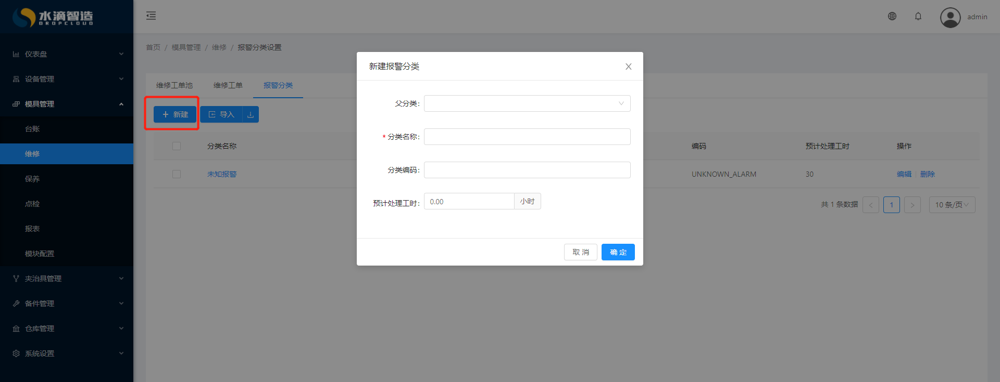 水滴智造
DROPCLOUD
admin
仪表盘
设备管理
模具管理
台账
维修
保养
点检
报表
模块配置
夹治具管理
备件管理
仓库管理
系统设置
首页 / 模具管理 / 维修 / 报警分类设置
维修工单池 维修工单 报警分类
新建 导入
分类名称 编码 预计处理工时 操作
未知报警 UNKNOWN_ALARM 30 编辑 删除
共 1 条数据 < 1 > 10 条/页
新建报警分类
父分类:
* 分类名称:
分类编码:
预计处理工时: 0.00 小时
取 消 确 定